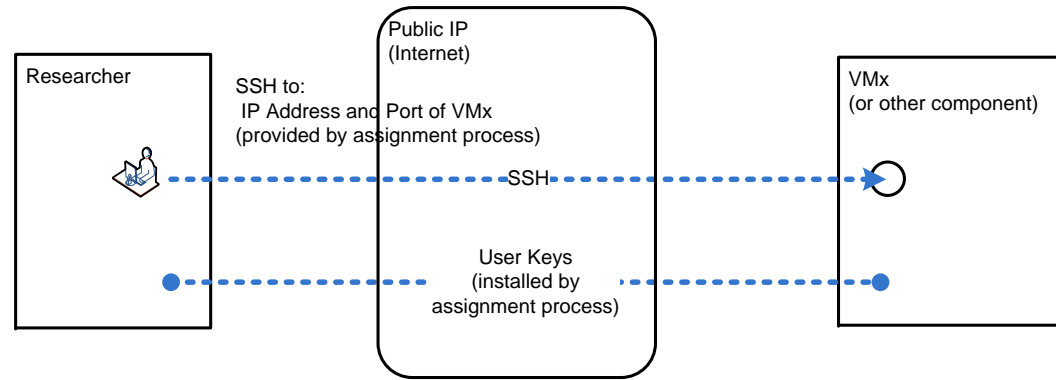 Public IP
(Internet)
Researcher
SSH to:
IP Address and Port of VMx
(provided by assignment process)
VMx
(or other component)
SSH
User Keys
(installed by
assignment process)